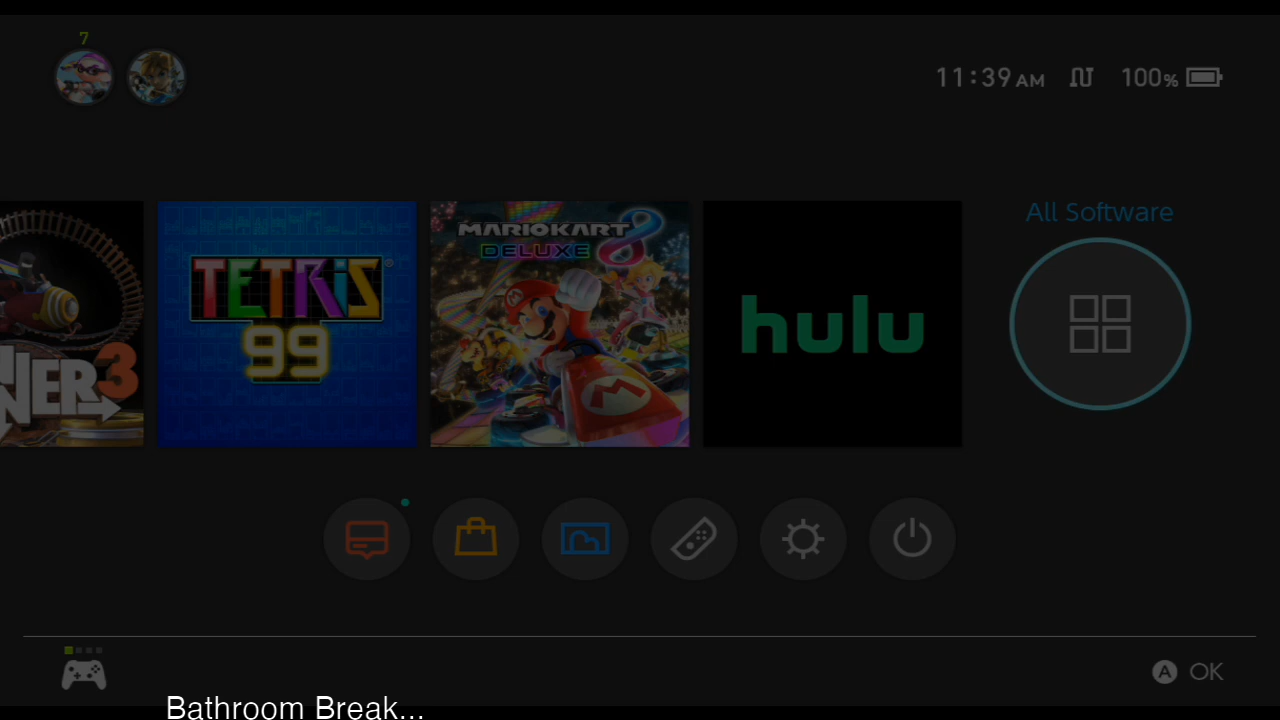 7
11:39 AM 100%
All Software
NER3
TETRIS® 99
MARIOKART 8
DELUXE
M
M
hulu
A OK
Bathroom Break...